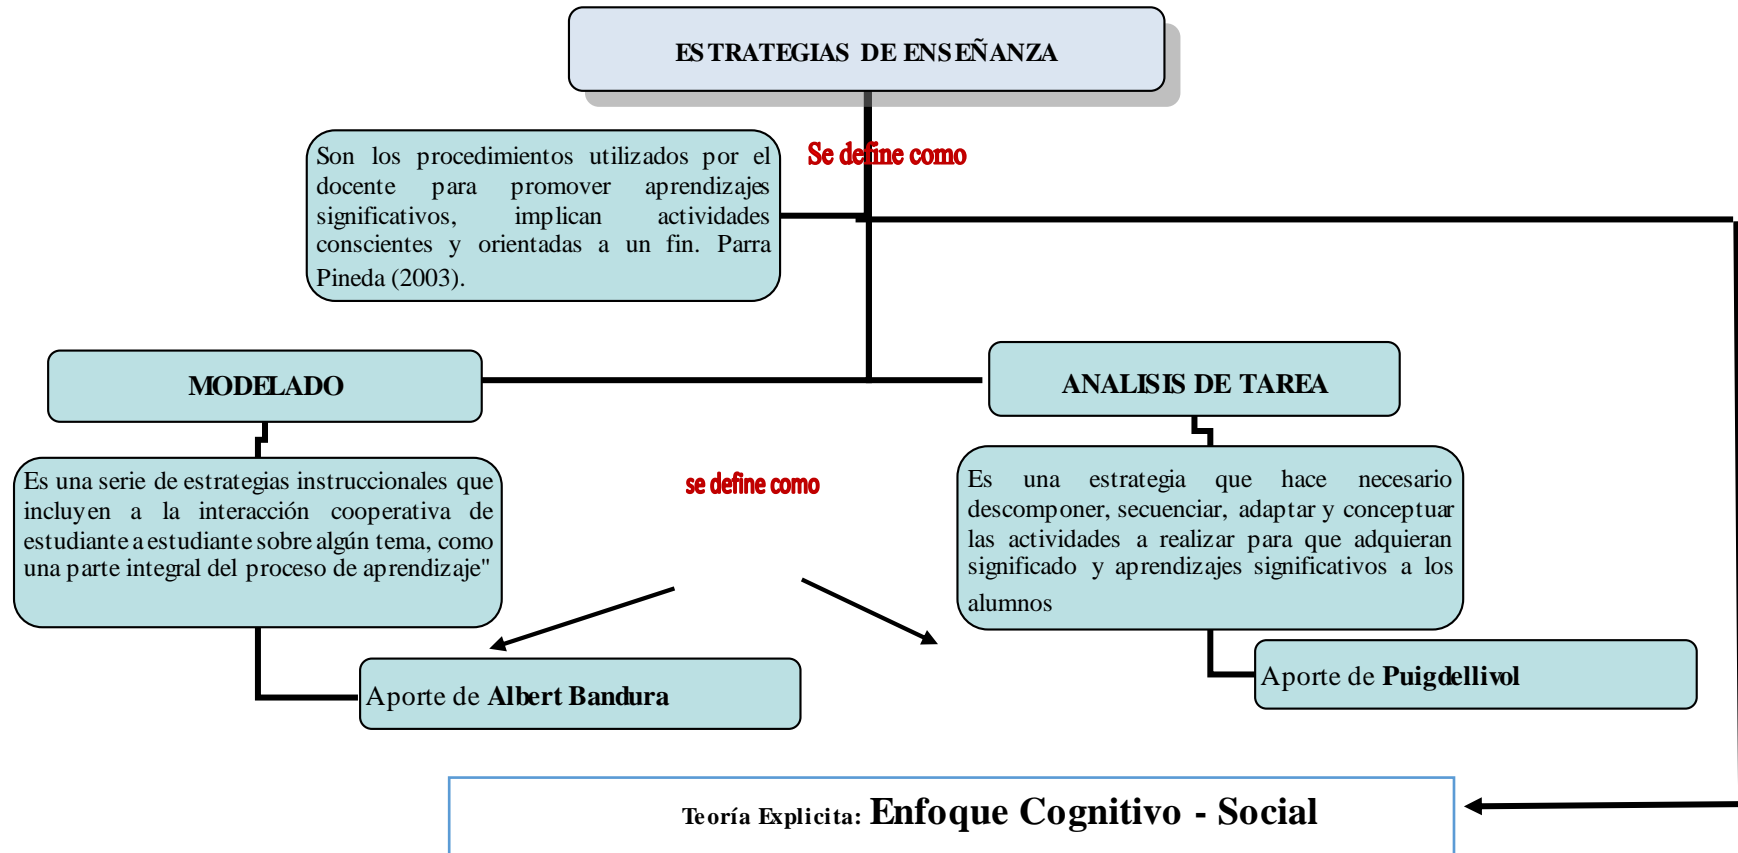 ESTRATEGIAS DE ENSEÑANZA
Se define como
Son los procedimientos utilizados por el
docente para promover aprendizajes
significativos, implican actividades
conscientes y orientadas a un fin. Parra
Pineda (2003).
MODELADO
ANALISIS DE TAREA
Es una serie de estrategias instruccionales que
incluyen a la interacción cooperativa de
estudiante a estudiante sobre algún tema, como
una parte integral del proceso de aprendizaje"
se define como
Es una estrategia que hace necesario
descomponer, secuenciar, adaptar y conceptuar
las actividades a realizar para que adquieran
significado y aprendizajes significativos a los
alumnos
Aporte de Albert Bandura
Aporte de Puigdellivol
Teoría Explicita: Enfoque Cognitivo - Social